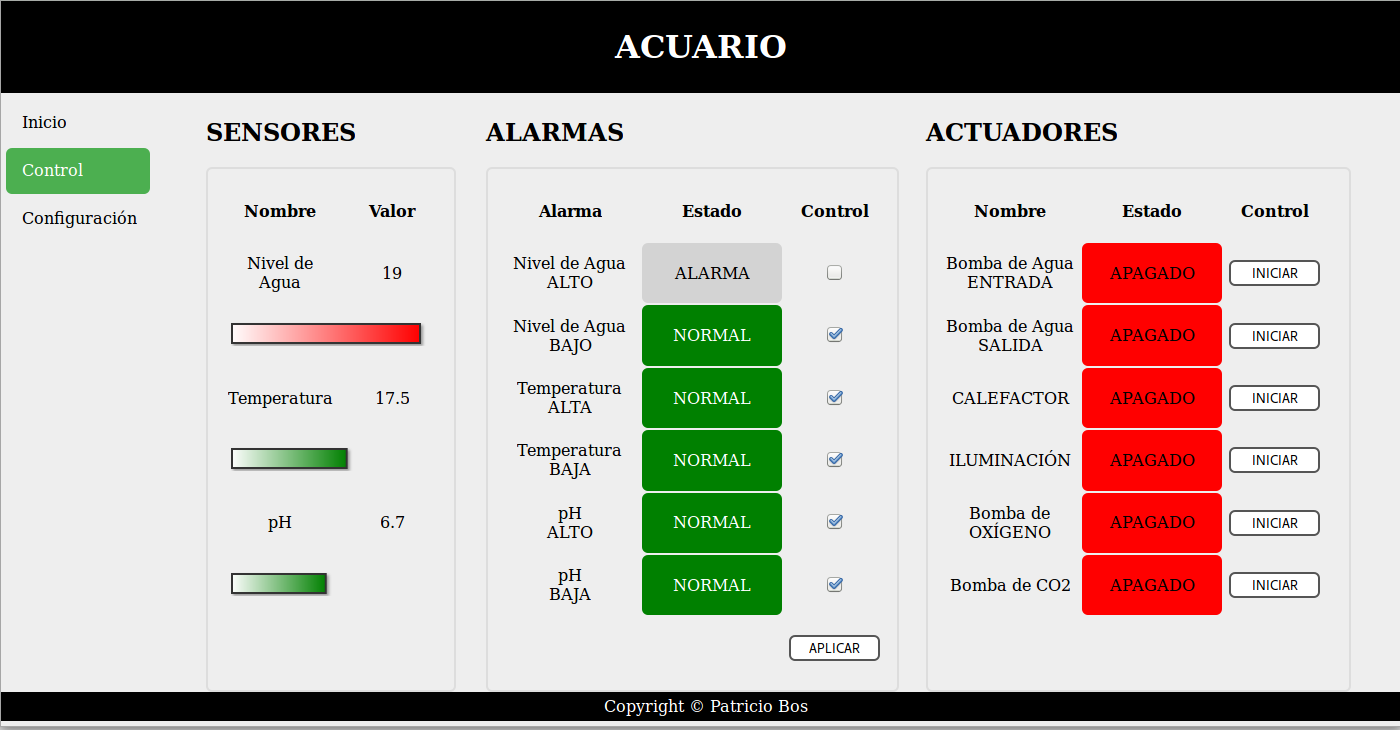 ACUARIO
Inicio
Control
Configuración
SENSORES
Nombre Valor
Nivel de
Agua
19
Temperatura 17.5
pH 6.7
ALARMAS
Alarma Estado Control
Nivel de Agua
ALTO
ALARMA
Nivel de Agua
BAJO
NORMAL
Temperatura
ALTA
NORMAL
Temperatura
BAJA
NORMAL
pH
ALTO
NORMAL
pH
BAJA
NORMAL
APLICAR
ACTUADORES
Nombre Estado Control
Bomba de Agua
ENTRADA
APAGADO INICIAR
Bomba de Agua
SALIDA
APAGADO INICIAR
CALEFACTOR APAGADO INICIAR
ILUMINACIÓN APAGADO INICIAR
Bomba de
OXÍGENO
APAGADO INICIAR
Bomba de CO2 APAGADO INICIAR
Copyright © Patricio Bos